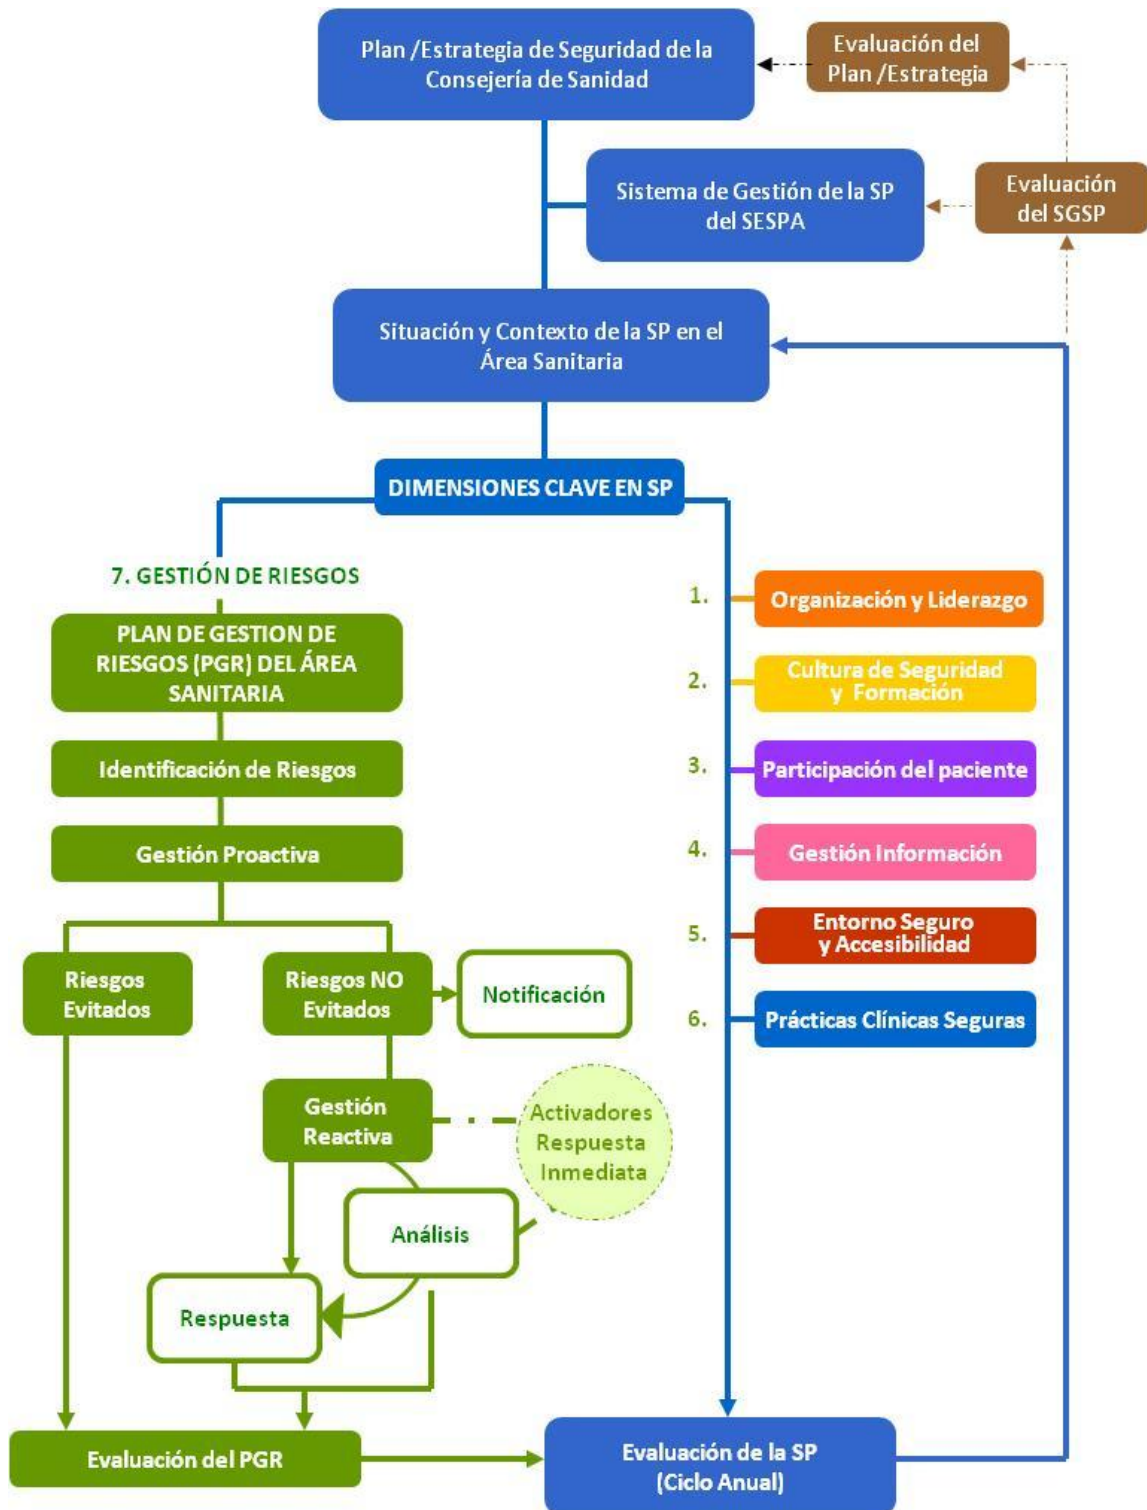 Plan /Estrategia de Seguridad de la
Consejería de Sanidad
Evaluación del
Plan /Estrategia
Sistema de Gestión de la SP
del SESPA
Evaluación
del SGSP
Situación y Contexto de la SP en el
Área Sanitaria
DIMENSIONES CLAVE EN SP
7. GESTIÓN DE RIESGOS
PLAN DE GESTION DE
RIESGOS (PGR) DEL ÁREA
SANITARIA
Identificación de Riesgos
Gestión Proactiva
Riesgos
Evitados
Riesgos NO
Evitados
Notificación
Gestión
Reactiva
Activadores
Respuesta
Inmediata
Análisis
Respuesta
Evaluación del PGR
1. Organización y Liderazgo
2. Cultura de Seguridad
y Formación
3. Participación del paciente
4. Gestión Información
5. Entorno Seguro
y Accesibilidad
6. Prácticas Clínicas Seguras
Evaluación de la SP
(Ciclo Anual)